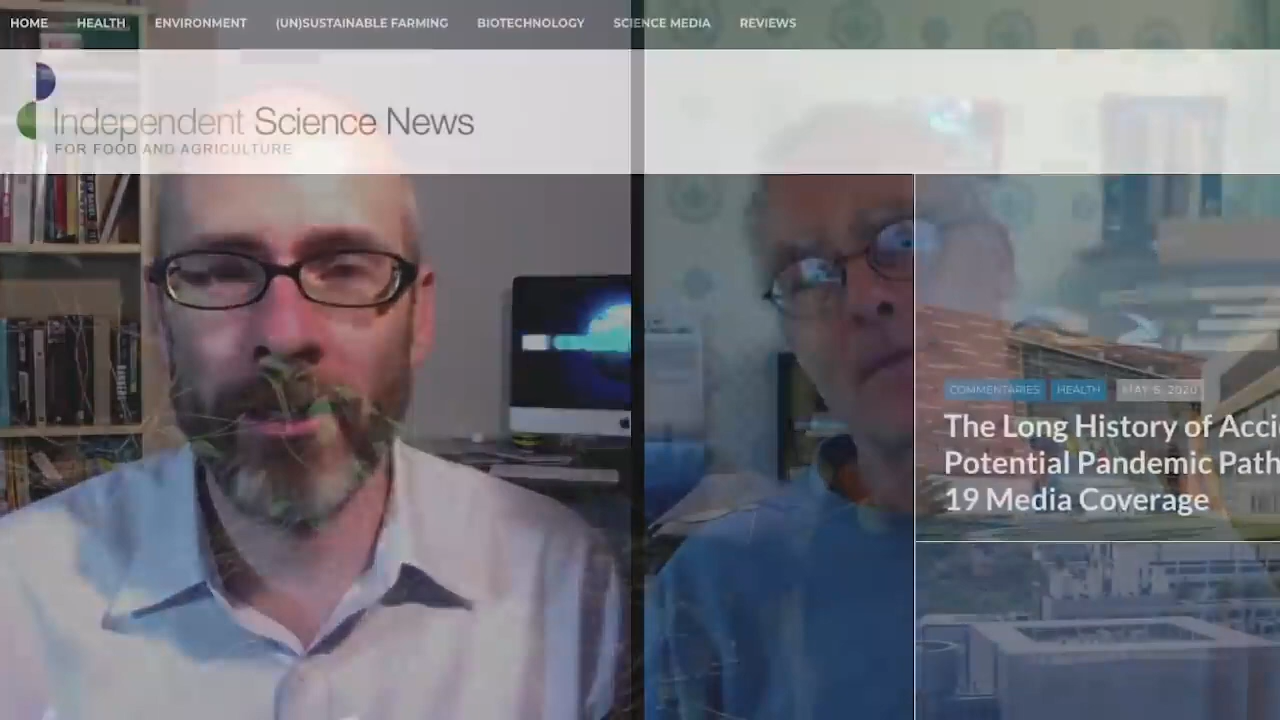 HOME HEALTH ENVIRONMENT (UN)SUSTAINABLE FARMING BIOTECHNOLOGY SCIENCE MEDIA REVIEWS
Independent Science News
FOR FOOD AND AGRICULTURE
COMMENTARIES HEALTH MAY 5, 2020
The Long History of Acci
Potential Pandemic Path
19 Media Coverage